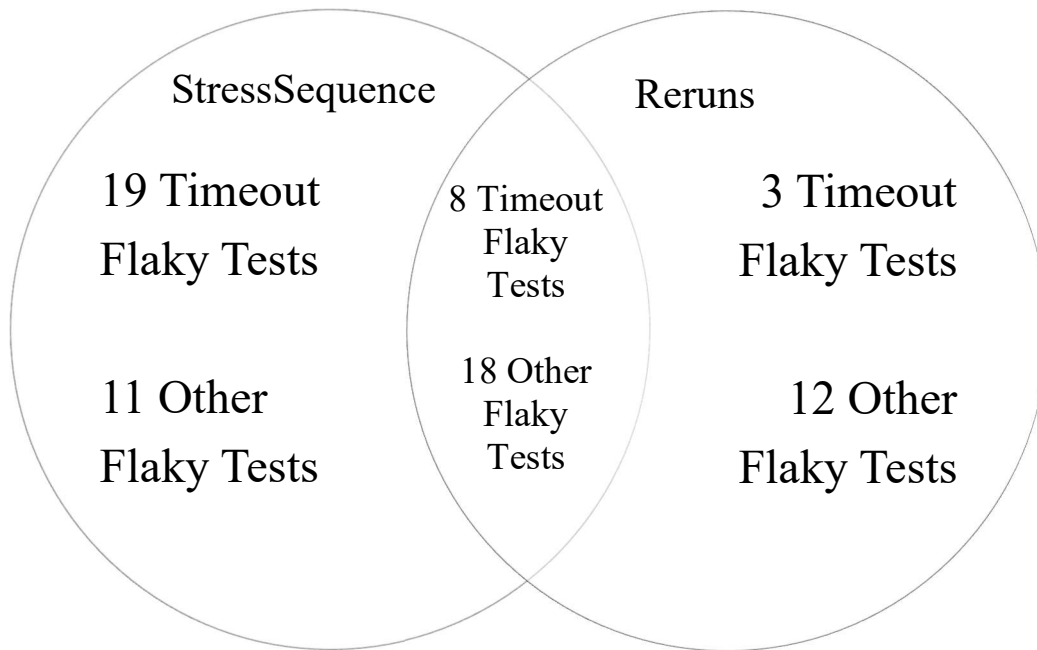 StressSequence
Reruns
19 Timeout
Flaky Tests
8 Timeout
Flaky
Tests
3 Timeout
Flaky Tests
11 Other
Flaky Tests
18 Other
Flaky
Tests
12 Other
Flaky Tests